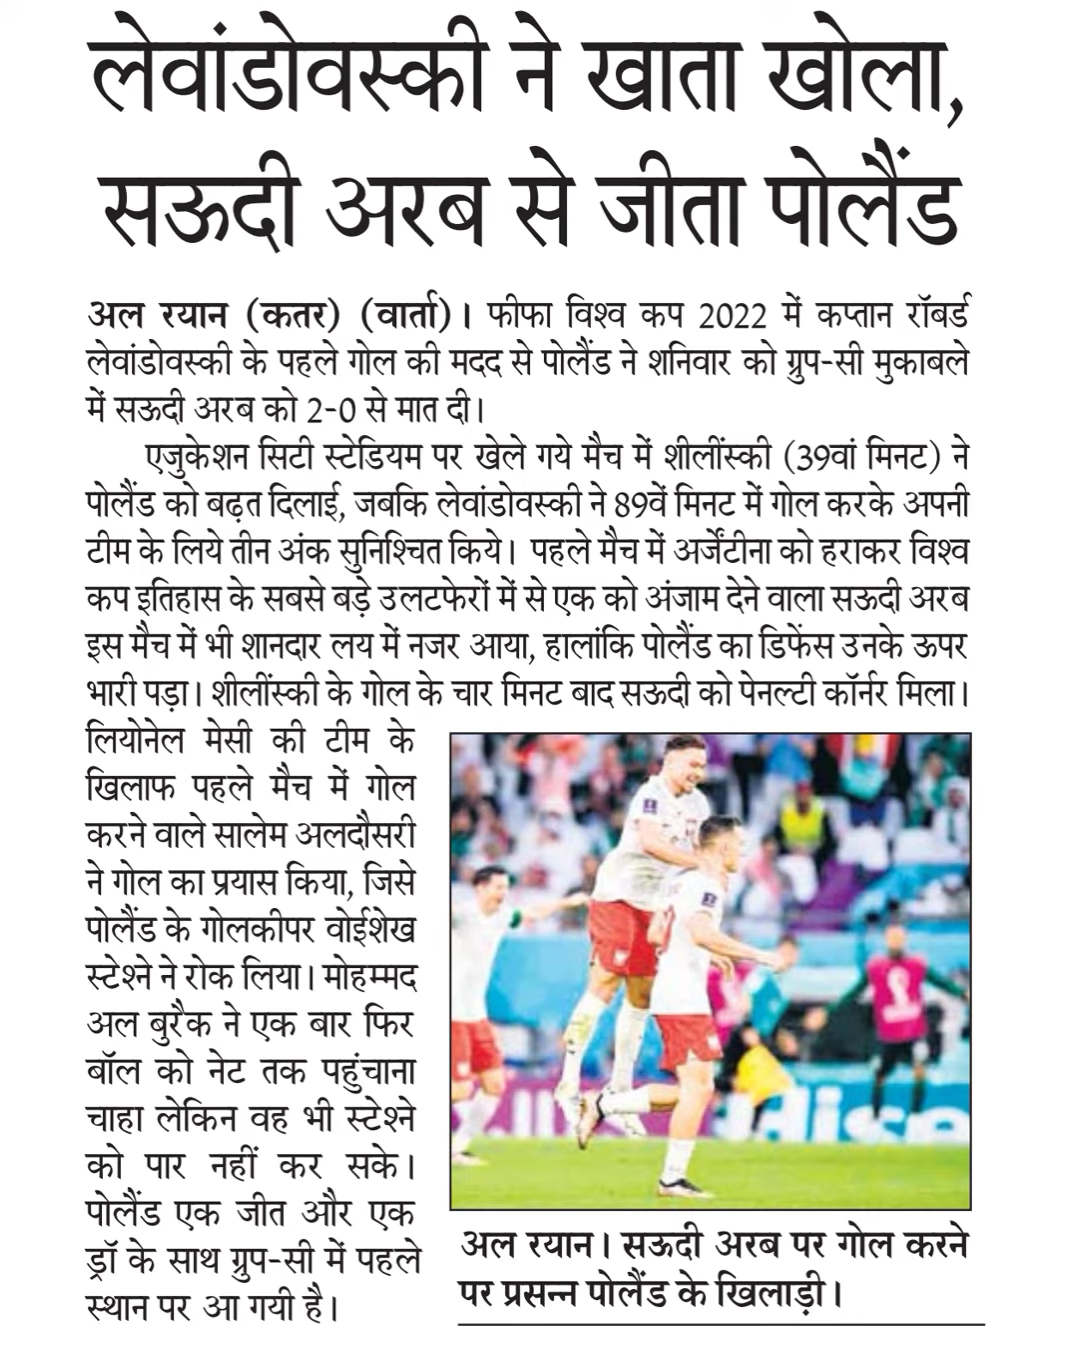 लेवांडोवस्की ने खाता खोला,
सऊदी अरब से जीता पोलैंड
अल रयान (कतर) (वार्ता)। फीफा विश्व कप 2022 में कप्तान रॉबर्ड
लेवांडोवस्की के पहले गोल की मदद से पोलैंड ने शनिवार को ग्रुप-सी मुकाबले
में सऊदी अरब को 2-0 से मात दी।
एजुकेशन सिटी स्टेडियम पर खेले गये मैच में शीलींस्की (39वां मिनट) ने
पोलैंड को बढ़त दिलाई, जबकि लेवांडोवस्की ने 89वें मिनट में गोल करके अपनी
टीम के लिये तीन अंक सुनिश्चित किये। पहले मैच में अर्जेंटीना को हराकर विश्व
कप इतिहास के सबसे बड़े उलटफेरों में से एक को अंजाम देने वाला सऊदी अरब
इस मैच में भी शानदार लय में नजर आया, हालांकि पोलैंड का डिफेंस उनके ऊपर
भारी पड़ा। शीलींस्की के गोल के चार मिनट बाद सऊदी को पेनल्टी कॉर्नर मिला।
लियोनेल मेसी की टीम के
खिलाफ पहले मैच में गोल
करने वाले सालेम अलदौसरी
ने गोल का प्रयास किया, जिसे
पोलैंड के गोलकीपर वोईशेख
स्टेश्ने ने रोक लिया। मोहम्मद
अल बुरैक ने एक बार फिर
बॉल को नेट तक पहुंचाना
चाहा लेकिन वह भी स्टेश्ने
को पार नहीं कर सके।
पोलैंड एक जीत और एक
ड्रॉ के साथ ग्रुप-सी में पहले
स्थान पर आ गयी है।
अल रयान। सऊदी अरब पर गोल करने
पर प्रसन्न पोलैंड के खिलाड़ी।